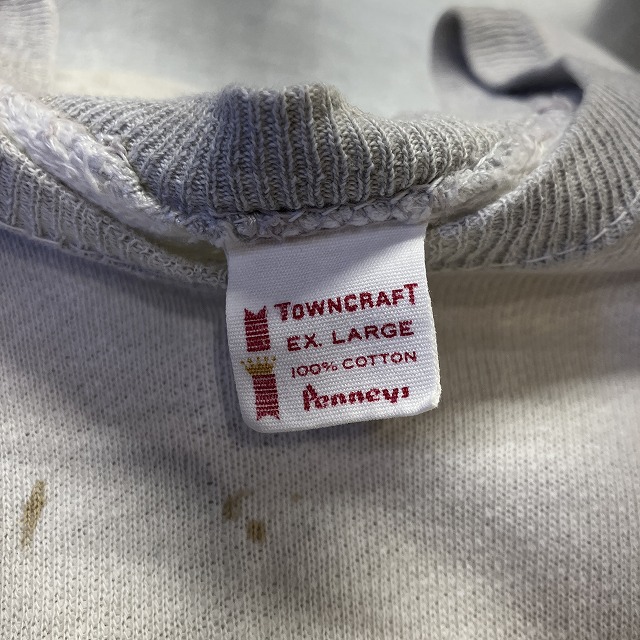 TOWNCRAFT
EX. LARGE
100% COTTON
Penneys